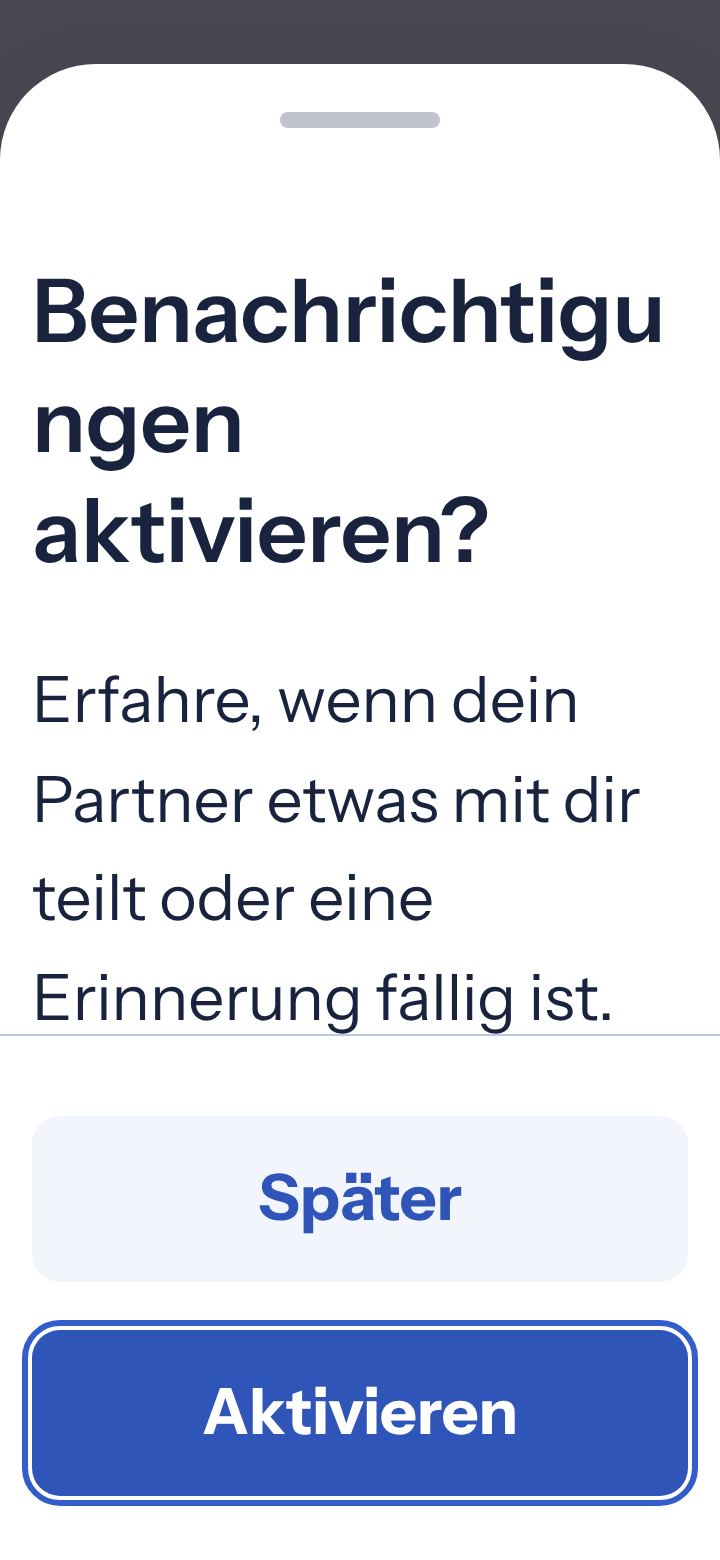 Benachrichtigu
ngen
aktivieren?
Erfahre, wenn dein
Partner etwas mit dir
teilt oder eine
Erinnerung fällig ist.
Später
Aktivieren